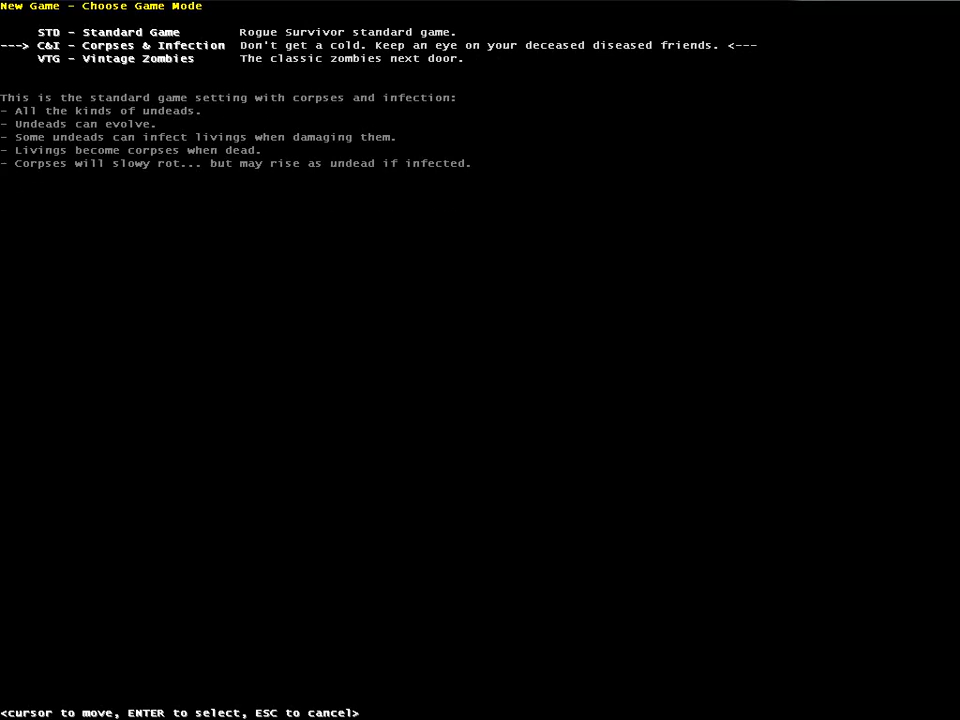 New Game - Choose Game Mode
STD - Standard Game Rogue Survivor standard game.
---> C&I - Corpses & Infection Don't get a cold. Keep an eye on your deceased diseased friends. <---
VTG - Vintage Zombies The classic zombies next door.
This is the standard game setting with corpses and infection:
- All the kinds of undeads.
- Undeads can evolve.
- Some undeads can infect livings when damaging them.
- Livings become corpses when dead.
- Corpses will slowy rot... but may rise as undead if infected.
<cursor to move, ENTER to select, ESC to cancel>